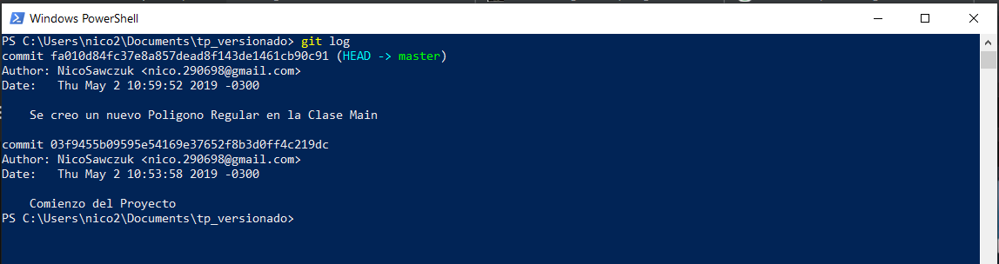 Windows PowerShell
PS C:\Users\nico2\Documents\tp_versionado> git log
commit fa010d84fc37e8a857dead8f143de1461cb90c91 (HEAD -> master)
Author: NicoSawczuk <nico.290698@gmail.com>
Date:   Thu May 2 10:59:52 2019 -0300
    Se creo un nuevo Poligono Regular en la Clase Main
commit 03f9455b09595e54169e37652f8b3d0ff4c219dc
Author: NicoSawczuk <nico.290698@gmail.com>
Date:   Thu May 2 10:53:58 2019 -0300
    Comienzo del Proyecto
PS C:\Users\nico2\Documents\tp_versionado>